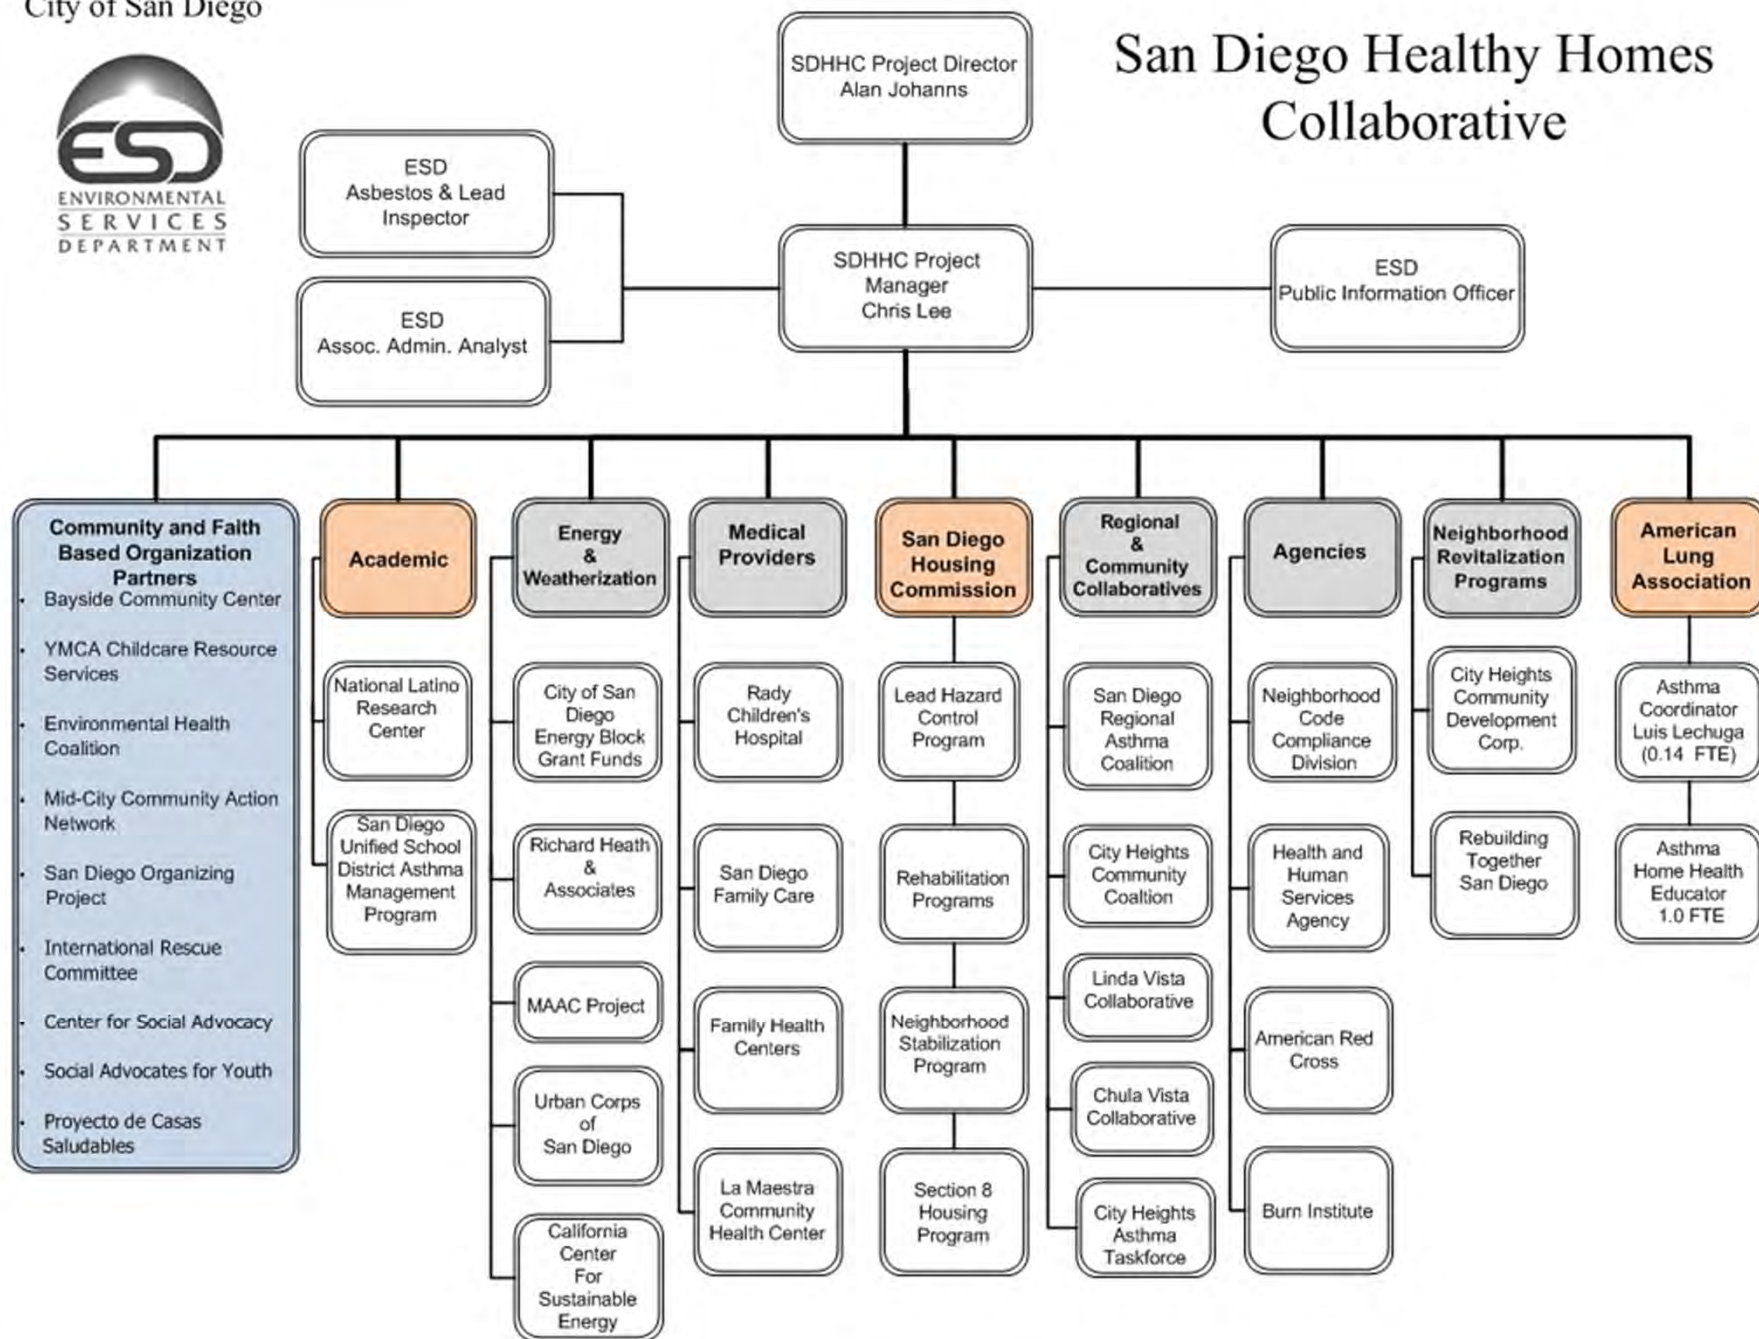 City of San Diego
ESD
ENVIRONMENTAL
SERVICES
DEPARTMENT
San Diego Healthy Homes
Collaborative
SDHHC Project Director
Alan Johanns
ESD
Asbestos & Lead
Inspector
ESD
Assoc. Admin. Analyst
SDHHC Project
Manager
Chris Lee
ESD
Public Information Officer
Community and Faith
Based Organization
Partners
• Bayside Community Center
• YMCA Childcare Resource
Services
• Environmental Health
Coalition
• Mid-City Community Action
Network
• San Diego Organizing
Project
• International Rescue
Committee
• Center for Social Advocacy
• Social Advocates for Youth
• Proyecto de Casas
Saludables
Academic
National Latino
Research
Center
San Diego
Unified School
District Asthma
Management
Program
Energy
&
Weatherization
City of San
Diego
Energy Block
Grant Funds
Richard Heath
&
Associates
MAAC Project
Urban Corps
of
San Diego
California
Center
For
Sustainable
Energy
Medical
Providers
Rady
Children's
Hospital
San Diego
Family Care
Family Health
Centers
La Maestra
Community
Health Center
San Diego
Housing
Commission
Lead Hazard
Control
Program
Rehabilitation
Programs
Neighborhood
Stabilization
Program
Section 8
Housing
Program
Regional
&
Community
Collaboratives
San Diego
Regional
Asthma
Coalition
City Heights
Community
Coaltion
Linda Vista
Collaborative
Chula Vista
Collaborative
City Heights
Asthma
Taskforce
Agencies
Neighborhood
Code
Compliance
Division
Health and
Human
Services
Agency
American Red
Cross
Burn Institute
Neighborhood
Revitalization
Programs
City Heights
Community
Development
Corp.
Rebuilding
Together
San Diego
American
Lung
Association
Asthma
Coordinator
Luis Lechuga
(0.14 FTE)
Asthma
Home Health
Educator
1.0 FTE